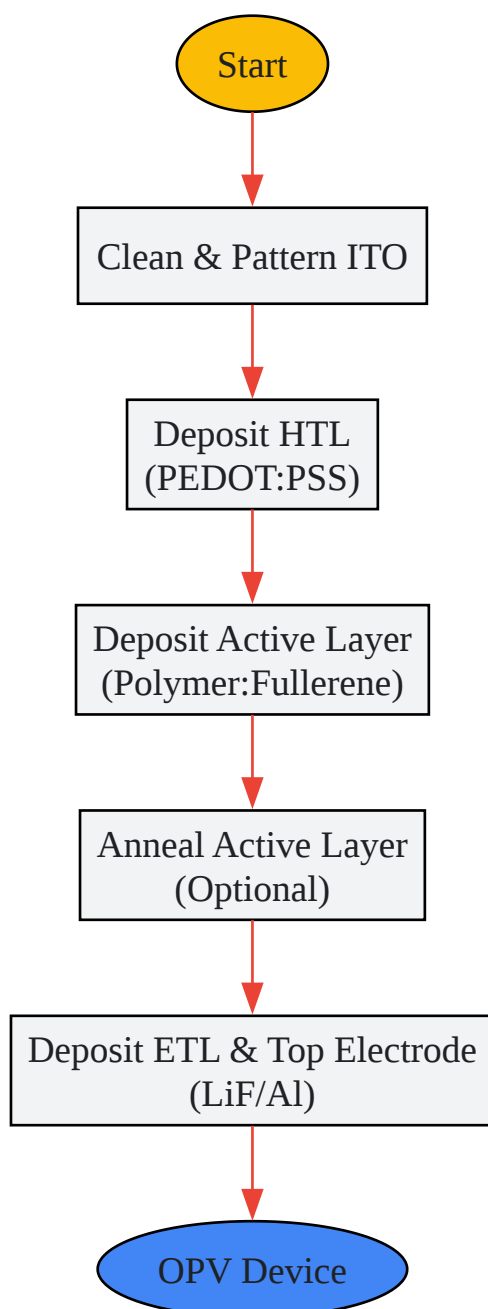 Start
Clean & Pattern ITO
Deposit HTL
(PEDOT:PSS)
Deposit Active Layer
(Polymer:Fullerene)
Anneal Active Layer
(Optional)
Deposit ETL & Top Electrode
(LiF/Al)
OPV Device